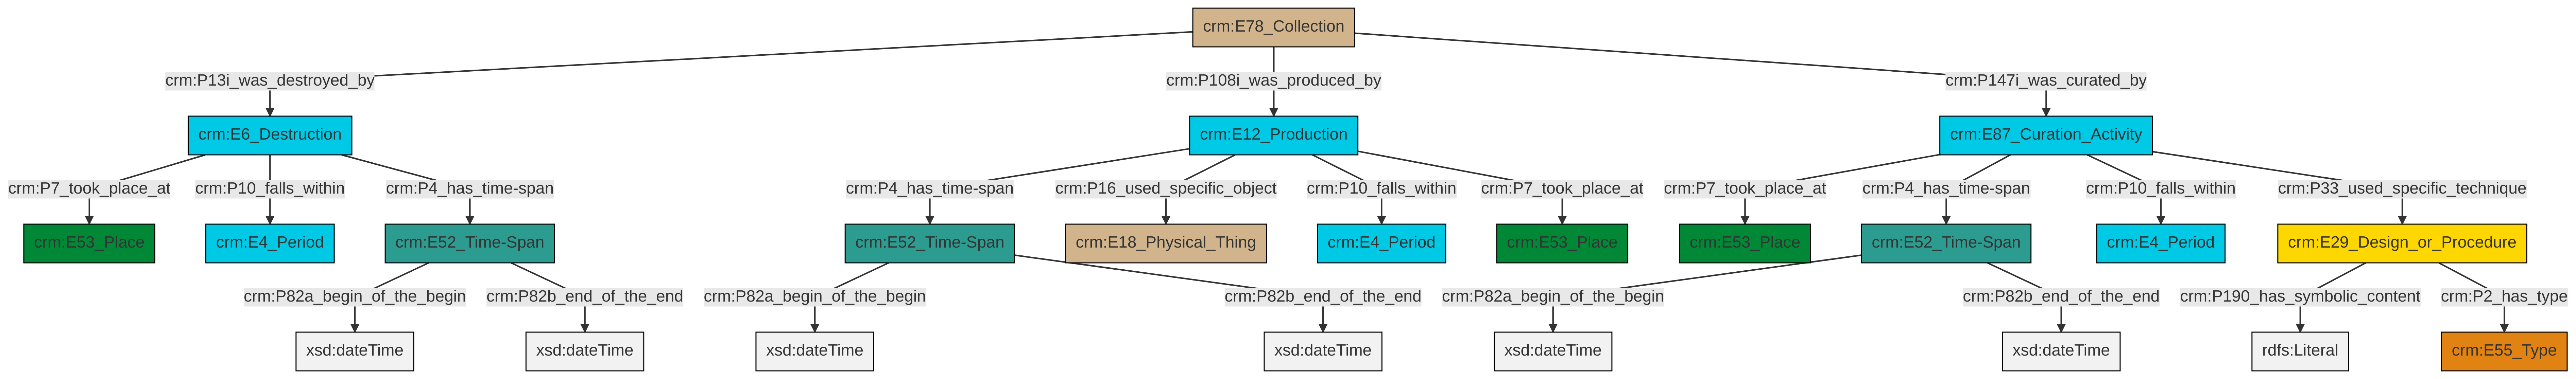 crm:E78_Collection
crm:P13i_was_destroyed_by
crm:P108i_was_produced_by
crm:P147i_was_curated_by
crm:E6_Destruction
crm:E12_Production
crm:E87_Curation_Activity
crm:P7_took_place_at
crm:P10_falls_within
crm:P4_has_time-span
crm:P4_has_time-span
crm:P16_used_specific_object
crm:P10_falls_within
crm:P7_took_place_at
crm:P7_took_place_at
crm:P4_has_time-span
crm:P10_falls_within
crm:P33_used_specific_technique
crm:E53_Place
crm:E4_Period
crm:E52_Time-Span
crm:E52_Time-Span
crm:E18_Physical_Thing
crm:E4_Period
crm:E53_Place
crm:E53_Place
crm:E52_Time-Span
crm:E4_Period
crm:E29_Design_or_Procedure
crm:P82a_begin_of_the_begin
crm:P82b_end_of_the_end
crm:P82a_begin_of_the_begin
crm:P82b_end_of_the_end
crm:P82a_begin_of_the_begin
crm:P82b_end_of_the_end
crm:P190_has_symbolic_content
crm:P2_has_type
xsd:dateTime
xsd:dateTime
xsd:dateTime
xsd:dateTime
xsd:dateTime
xsd:dateTime
rdfs:Literal
crm:E55_Type